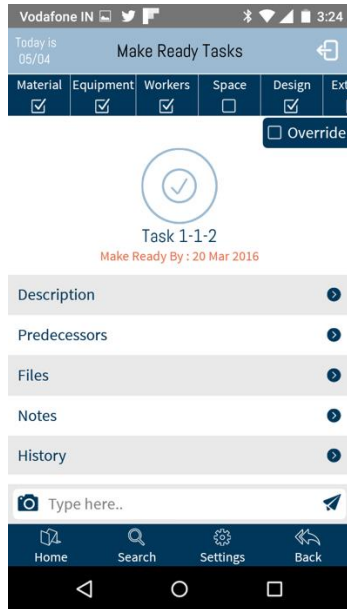 Vodafone IN 3:24
Today is
05/04
Make Ready Tasks
Material Equipment Workers Space Design Ext
Override
Task 1-1-2
Make Ready By : 20 Mar 2016
Description
Predecessors
Files
Notes
History
Type here..
Home Search Settings Back